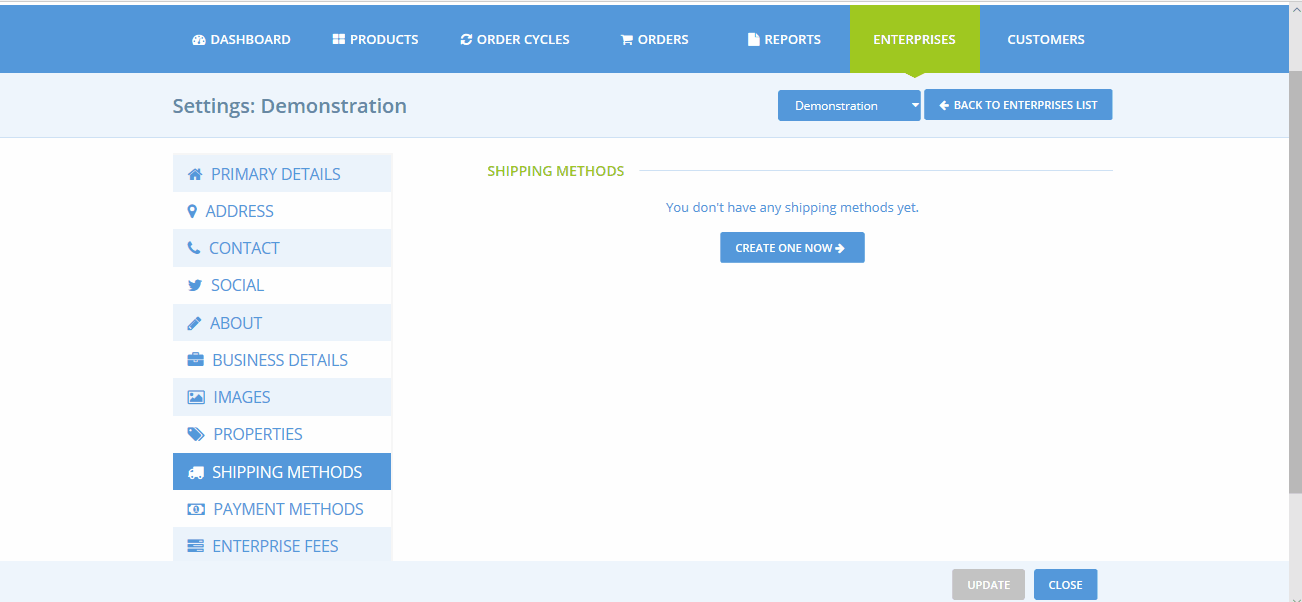 DASHBOARD PRODUCTS ORDER CYCLES ORDERS REPORTS ENTERPRISES CUSTOMERS
Settings: Demonstration Demonstration BACK TO ENTERPRISES LIST
PRIMARY DETAILS
ADDRESS
CONTACT
SOCIAL
ABOUT
BUSINESS DETAILS
IMAGES
PROPERTIES
SHIPPING METHODS
PAYMENT METHODS
ENTERPRISE FEES
SHIPPING METHODS
You don't have any shipping methods yet.
CREATE ONE NOW
UPDATE CLOSE